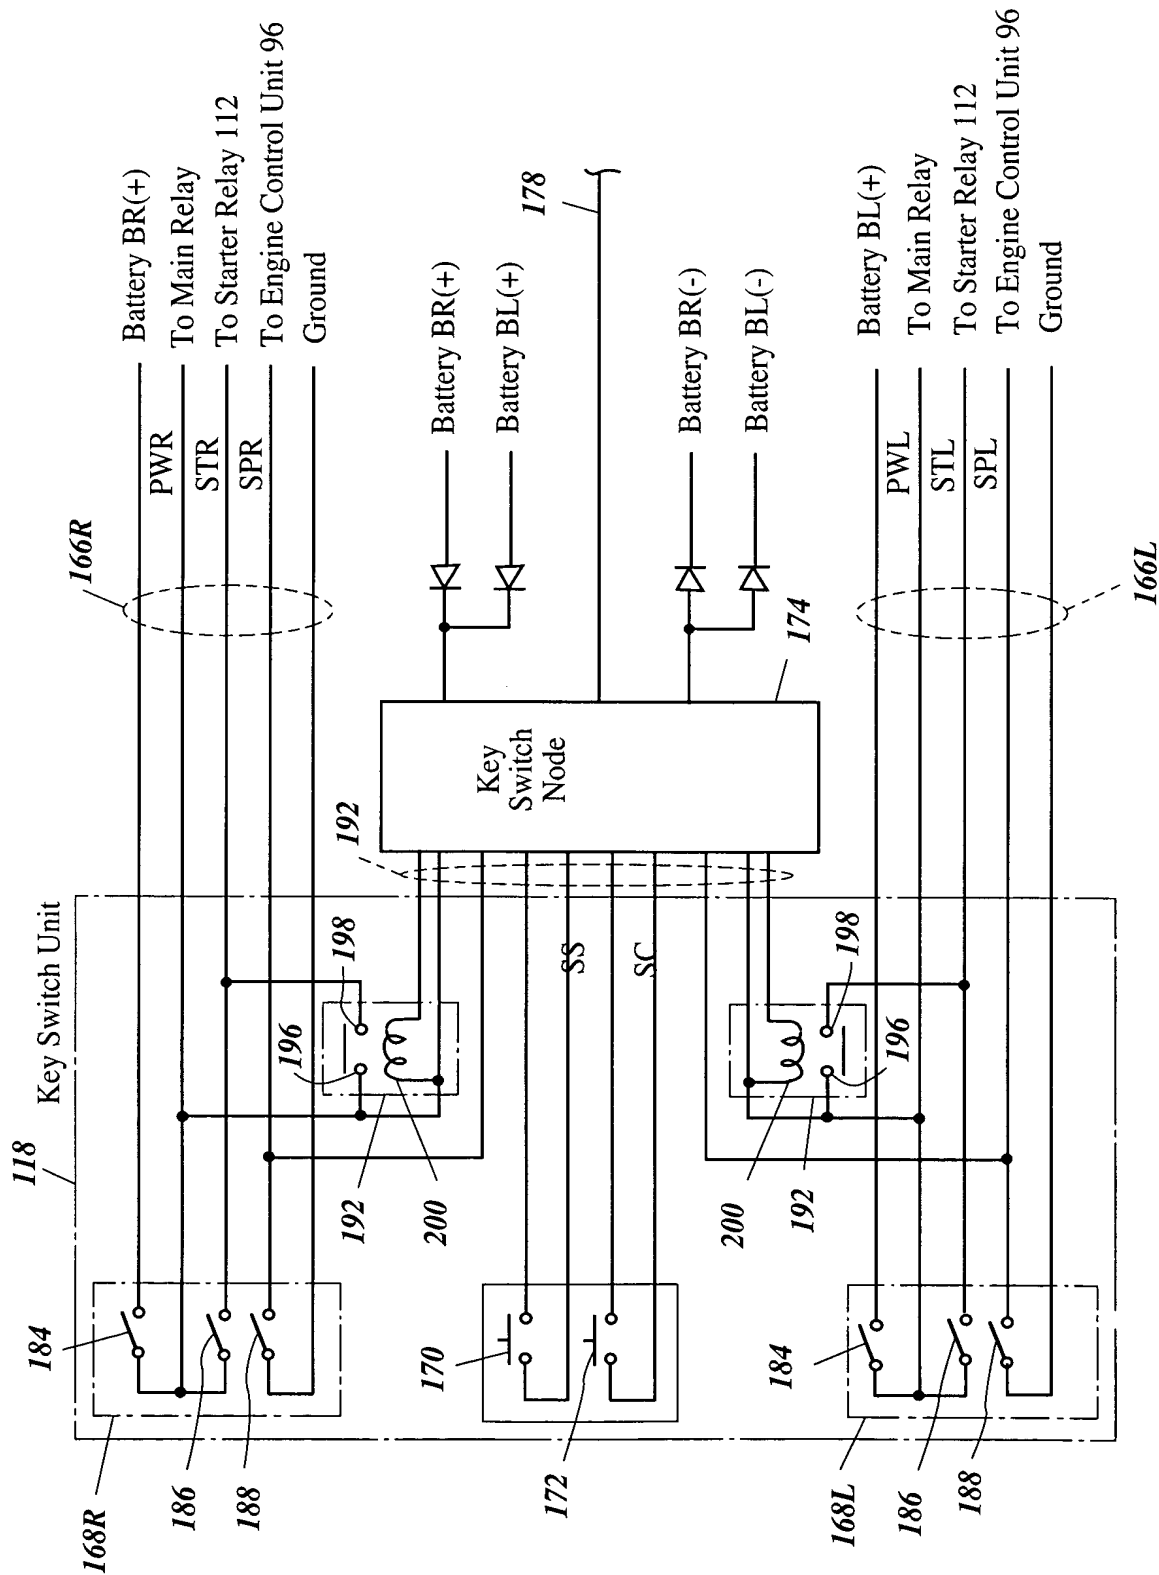 Key Switch Unit
118
168R
184
186
188
166R
Battery BR(+)
PWR
To Main Relay
STR
To Starter Relay 112
SPR
To Engine Control Unit 96
Ground
192
200
196
198
192
170
172
SS
SC
Key
Switch
Node
174
178
Battery BR(+)
Battery BL(+)
Battery BR(-)
Battery BL(-)
200
192
196
198
168L
184
186
188
166L
Battery BL(+)
PWL
To Main Relay
STL
To Starter Relay 112
SPL
To Engine Control Unit 96
Ground